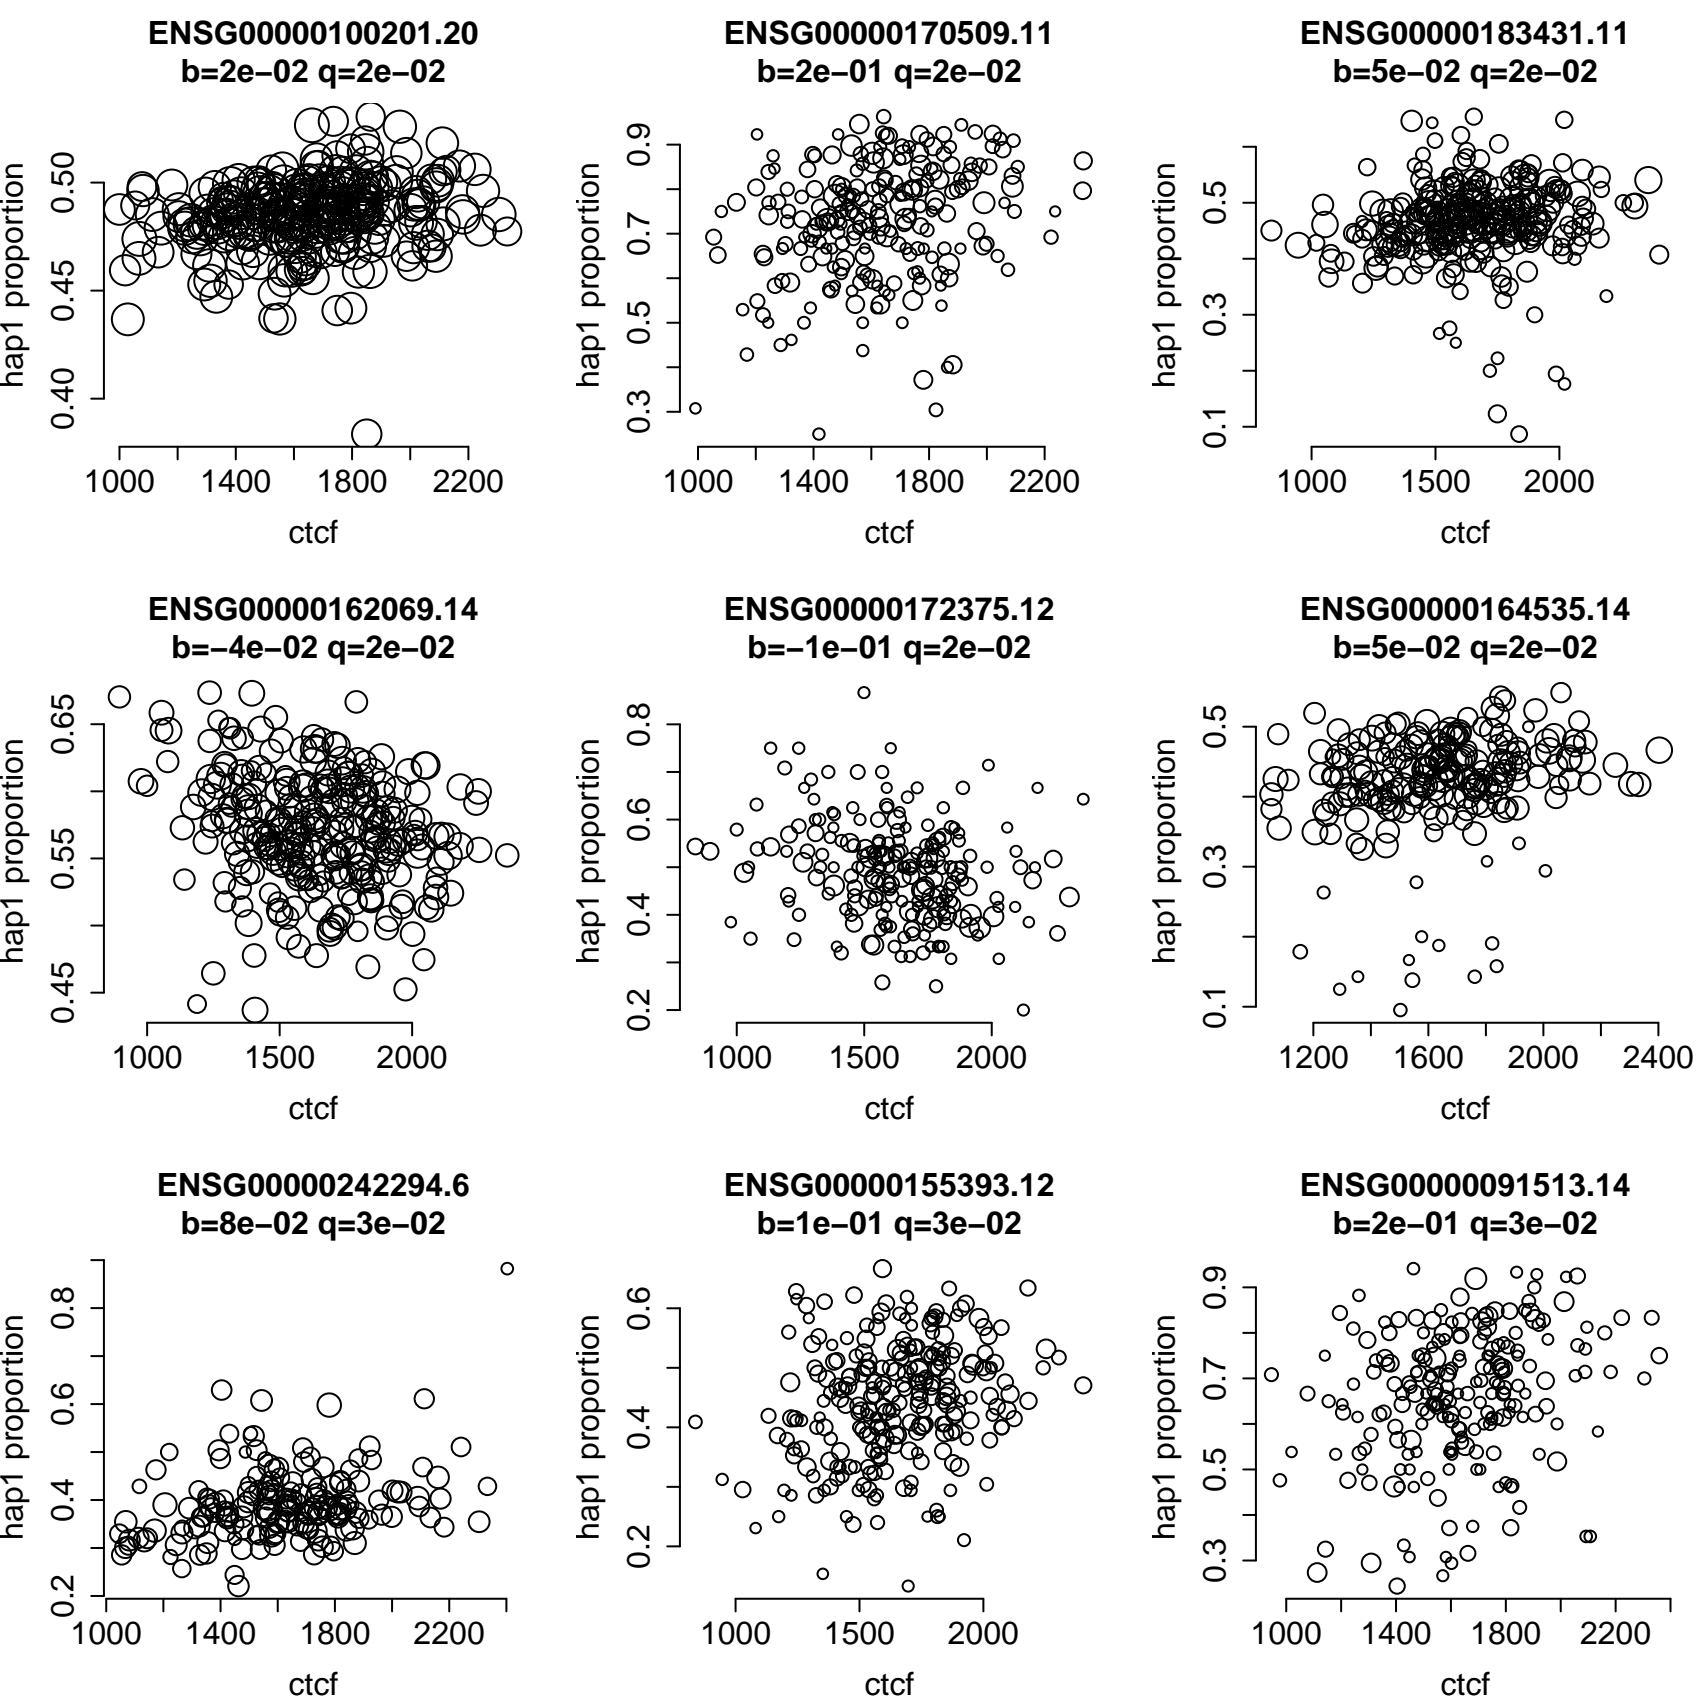 ENSG00000100201.20
b=2e−02 q=2e−02
hap1 proportion
0.40 0.45 0.50
1000 1400 1800 2200
ctcf
ENSG00000170509.11
b=2e−01 q=2e−02
hap1 proportion
0.3 0.5 0.7 0.9
1000 1400 1800 2200
ctcf
ENSG00000183431.11
b=5e−02 q=2e−02
hap1 proportion
0.1 0.3 0.5
1000 1500 2000
ctcf
ENSG00000162069.14
b=−4e−02 q=2e−02
hap1 proportion
0.45 0.55 0.65
1000 1500 2000
ctcf
ENSG00000172375.12
b=−1e−01 q=2e−02
hap1 proportion
0.2 0.4 0.6 0.8
1000 1500 2000
ctcf
ENSG00000164535.14
b=5e−02 q=2e−02
hap1 proportion
0.1 0.3 0.5
1200 1600 2000 2400
ctcf
ENSG00000242294.6
b=8e−02 q=3e−02
hap1 proportion
0.2 0.4 0.6 0.8
1000 1400 1800 2200
ctcf
ENSG00000155393.12
b=1e−01 q=3e−02
hap1 proportion
0.2 0.4 0.6
1000 1500 2000
ctcf
ENSG00000091513.14
b=2e−01 q=3e−02
hap1 proportion
0.3 0.5 0.7 0.9
1000 1400 1800 2200
ctcf